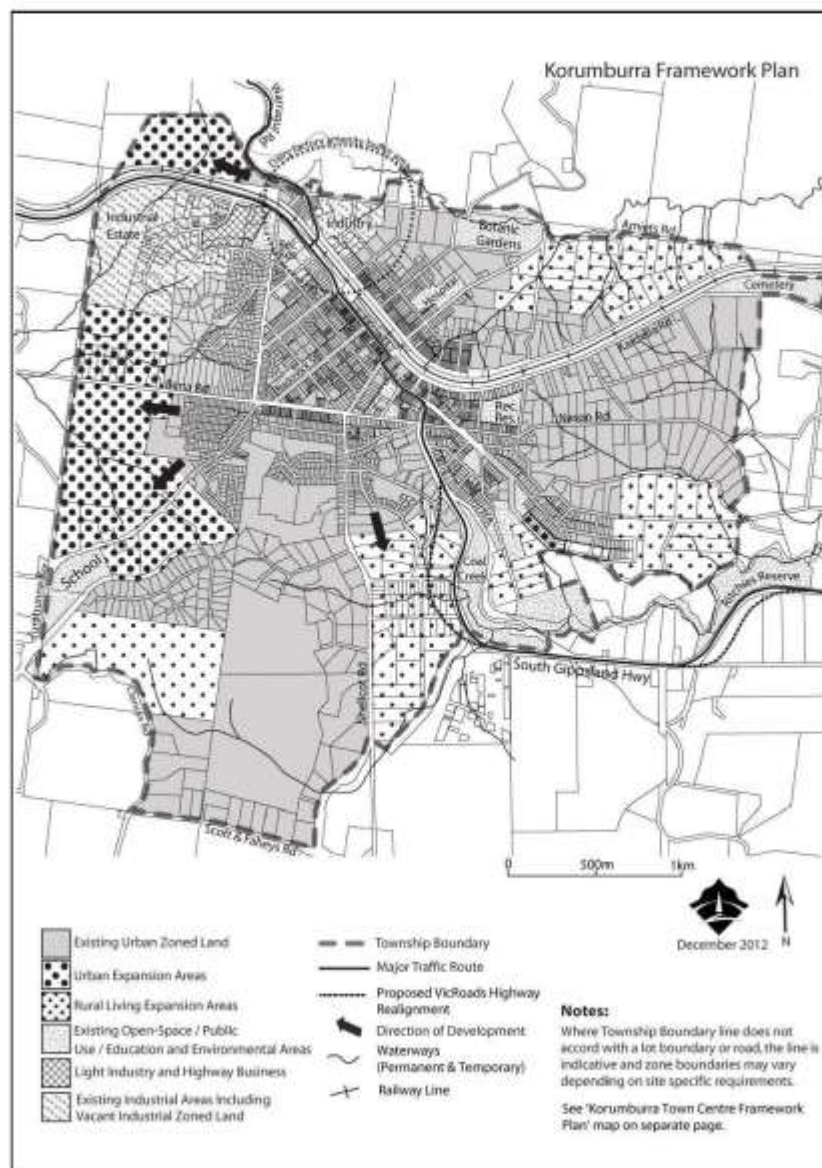 Korumburra Framework Plan
Industrial
Estate
Industry
Botanic
Gardens
Cemetery
Bena Rd
Rec.
Res.
School
Coal
Creek
South Gippsland Hwy
Scott & Faheys Rd
0 500m 1km
December 2012
N
Existing Urban Zoned Land
Urban Expansion Areas
Rural Living Expansion Areas
Existing Open-Space / Public
Use / Education and Environmental Areas
Light Industry and Highway Business
Existing Industrial Areas Including
Vacant Industrial Zoned Land
Township Boundary
Major Traffic Route
Proposed VicRoads Highway
Realignment
Direction of Development
Waterways
(Permanent & Temporary)
Railway Line
Notes:
Where Township Boundary line does not
accord with a lot boundary or road, the line is
indicative and zone boundaries may vary
depending on site specific requirements.
See 'Korumburra Town Centre Framework
Plan' map on separate page.